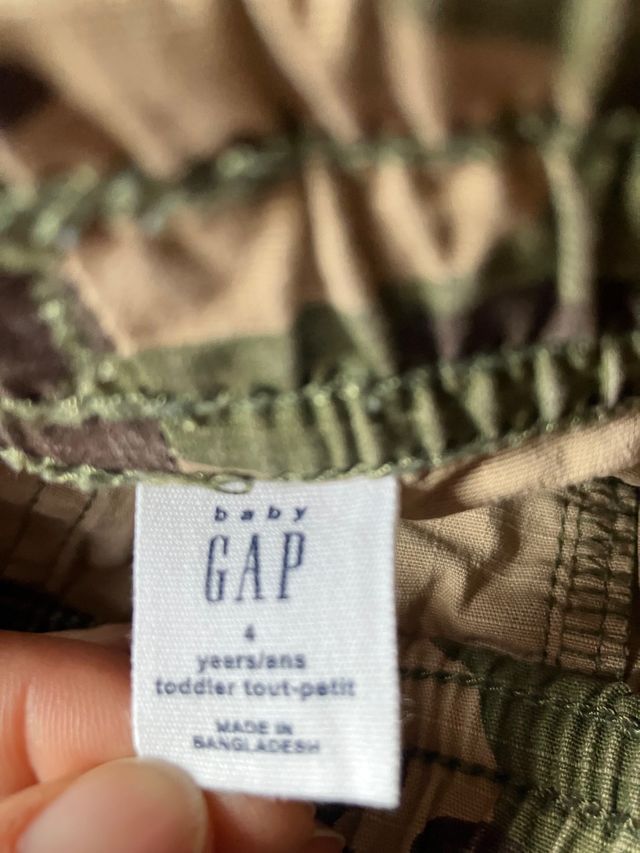 baby
GAP
4
years/ans
toddler tout-petit
MADE IN
BANGLADESH